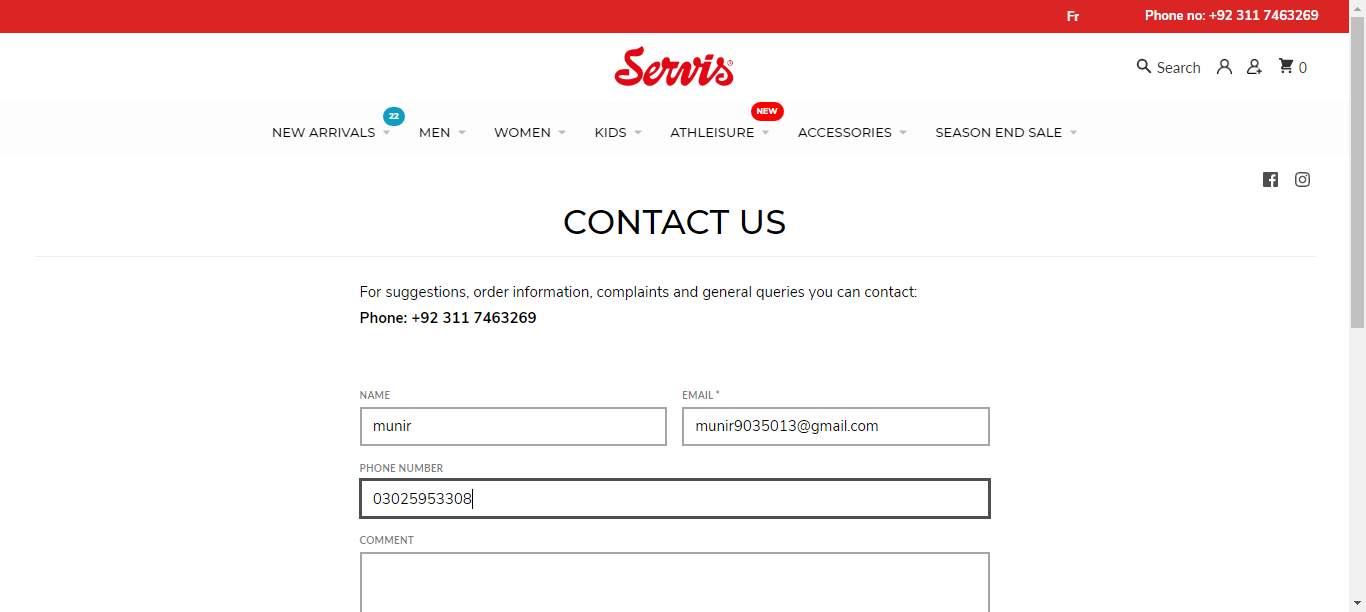 Fr Phone no: +92 311 7463269
Servis®
Search 0
22 NEW
NEW ARRIVALS MEN WOMEN KIDS ATHLEISURE ACCESSORIES SEASON END SALE
CONTACT US
For suggestions, order information, complaints and general queries you can contact:
Phone: +92 311 7463269
NAME EMAIL *
munir munir9035013@gmail.com
PHONE NUMBER
03025953308
COMMENT